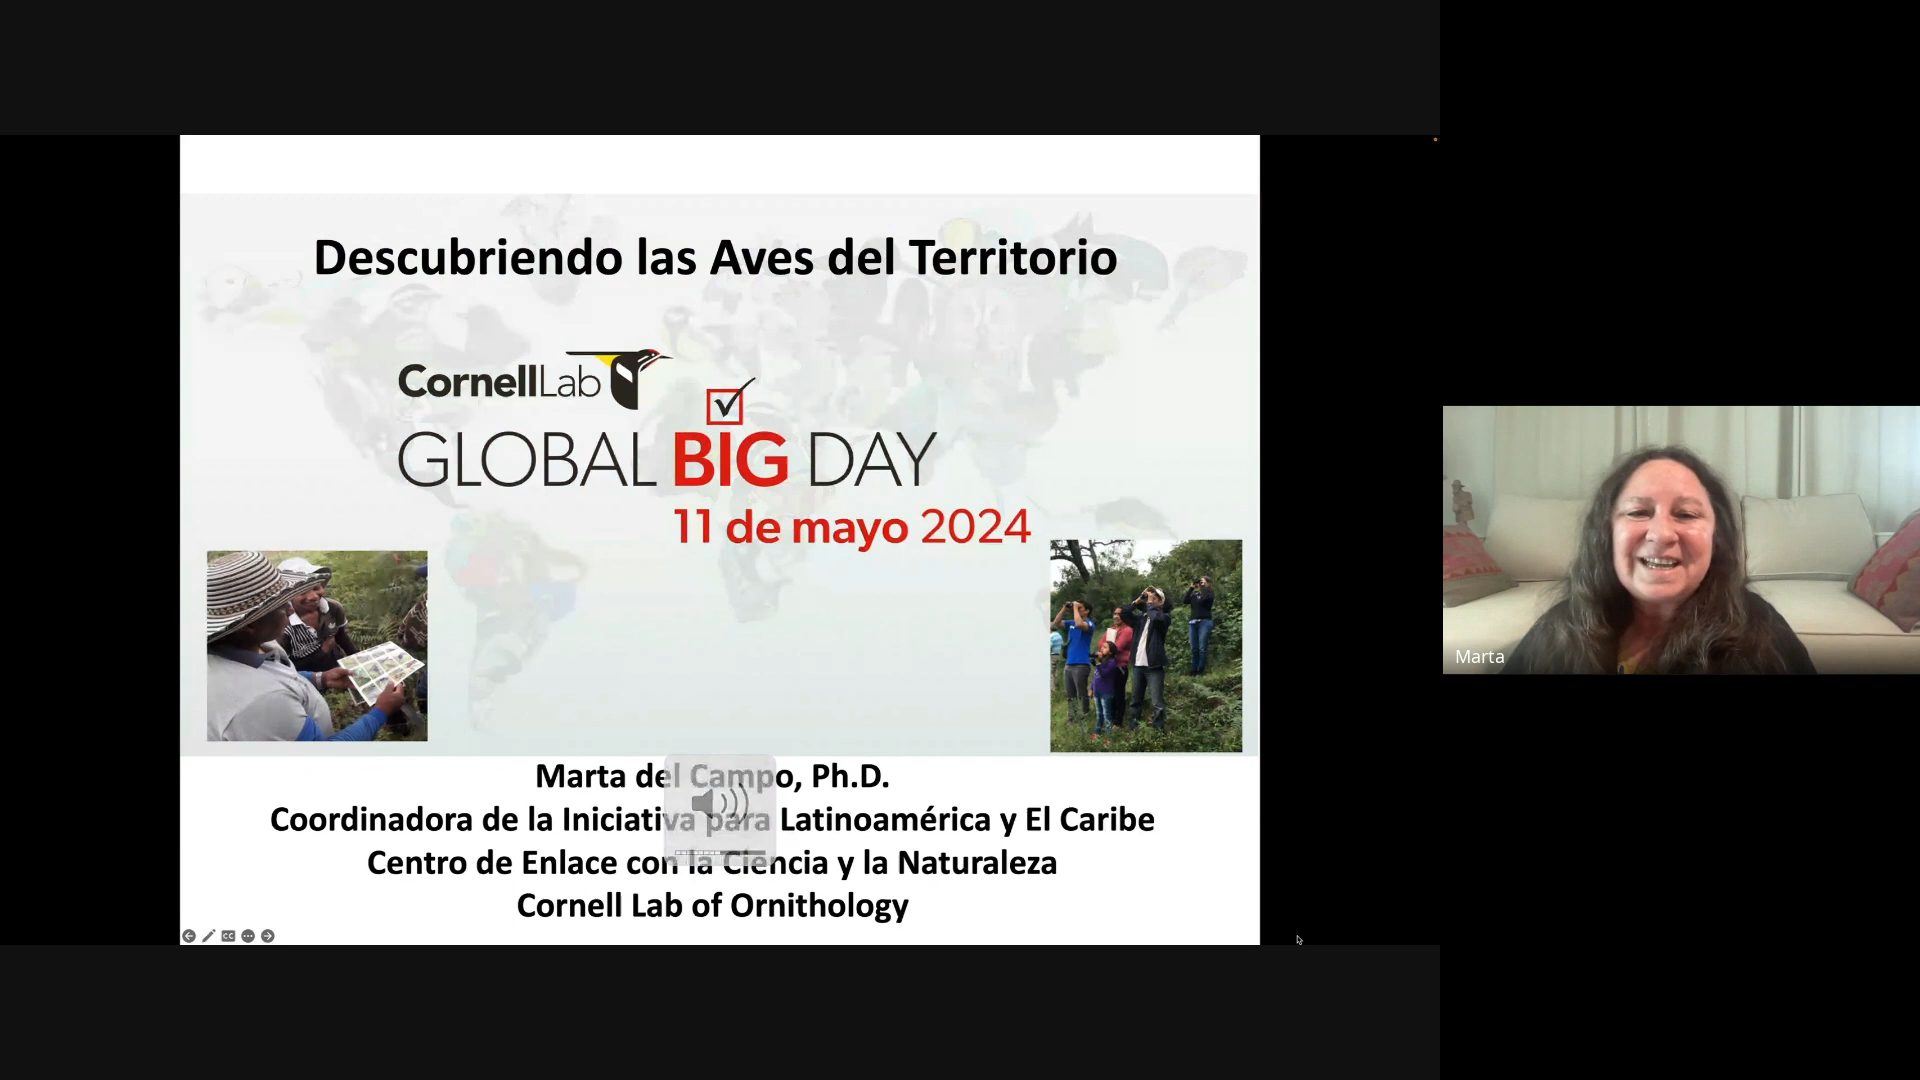 Descubriendo las Aves del Territorio
CornellLab
GLOBAL BIG DAY
11 de mayo 2024
Marta
Marta del Campo, Ph.D.
Coordinadora de la Iniciativa para Latinoamérica y El Caribe
Centro de Enlace con la Ciencia y la Naturaleza
Cornell Lab of Ornithology
CC